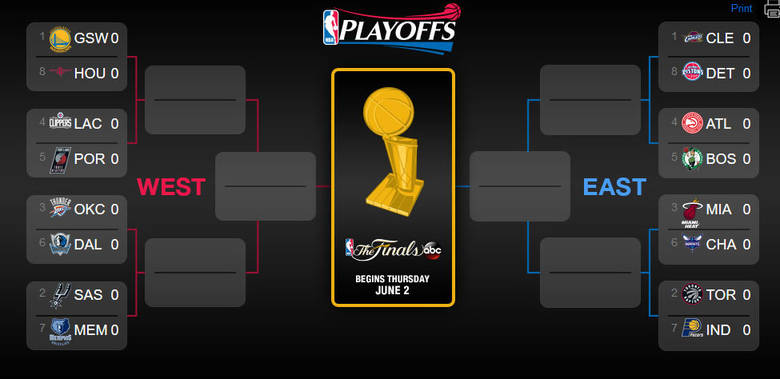 Print
NBA
PLAYOFFS
1 GSW 0
8 HOU 0
4 LAC 0
5 POR 0
WEST
3 OKC 0
6 DAL 0
2 SAS 0
7 MEM 0
The Finals abc
BEGINS THURSDAY
JUNE 2
EAST
1 CLE 0
8 DET 0
4 ATL 0
5 BOS 0
3 MIA 0
MIAMI HEAT
6 CHA 0
2 TOR 0
7 IND 0